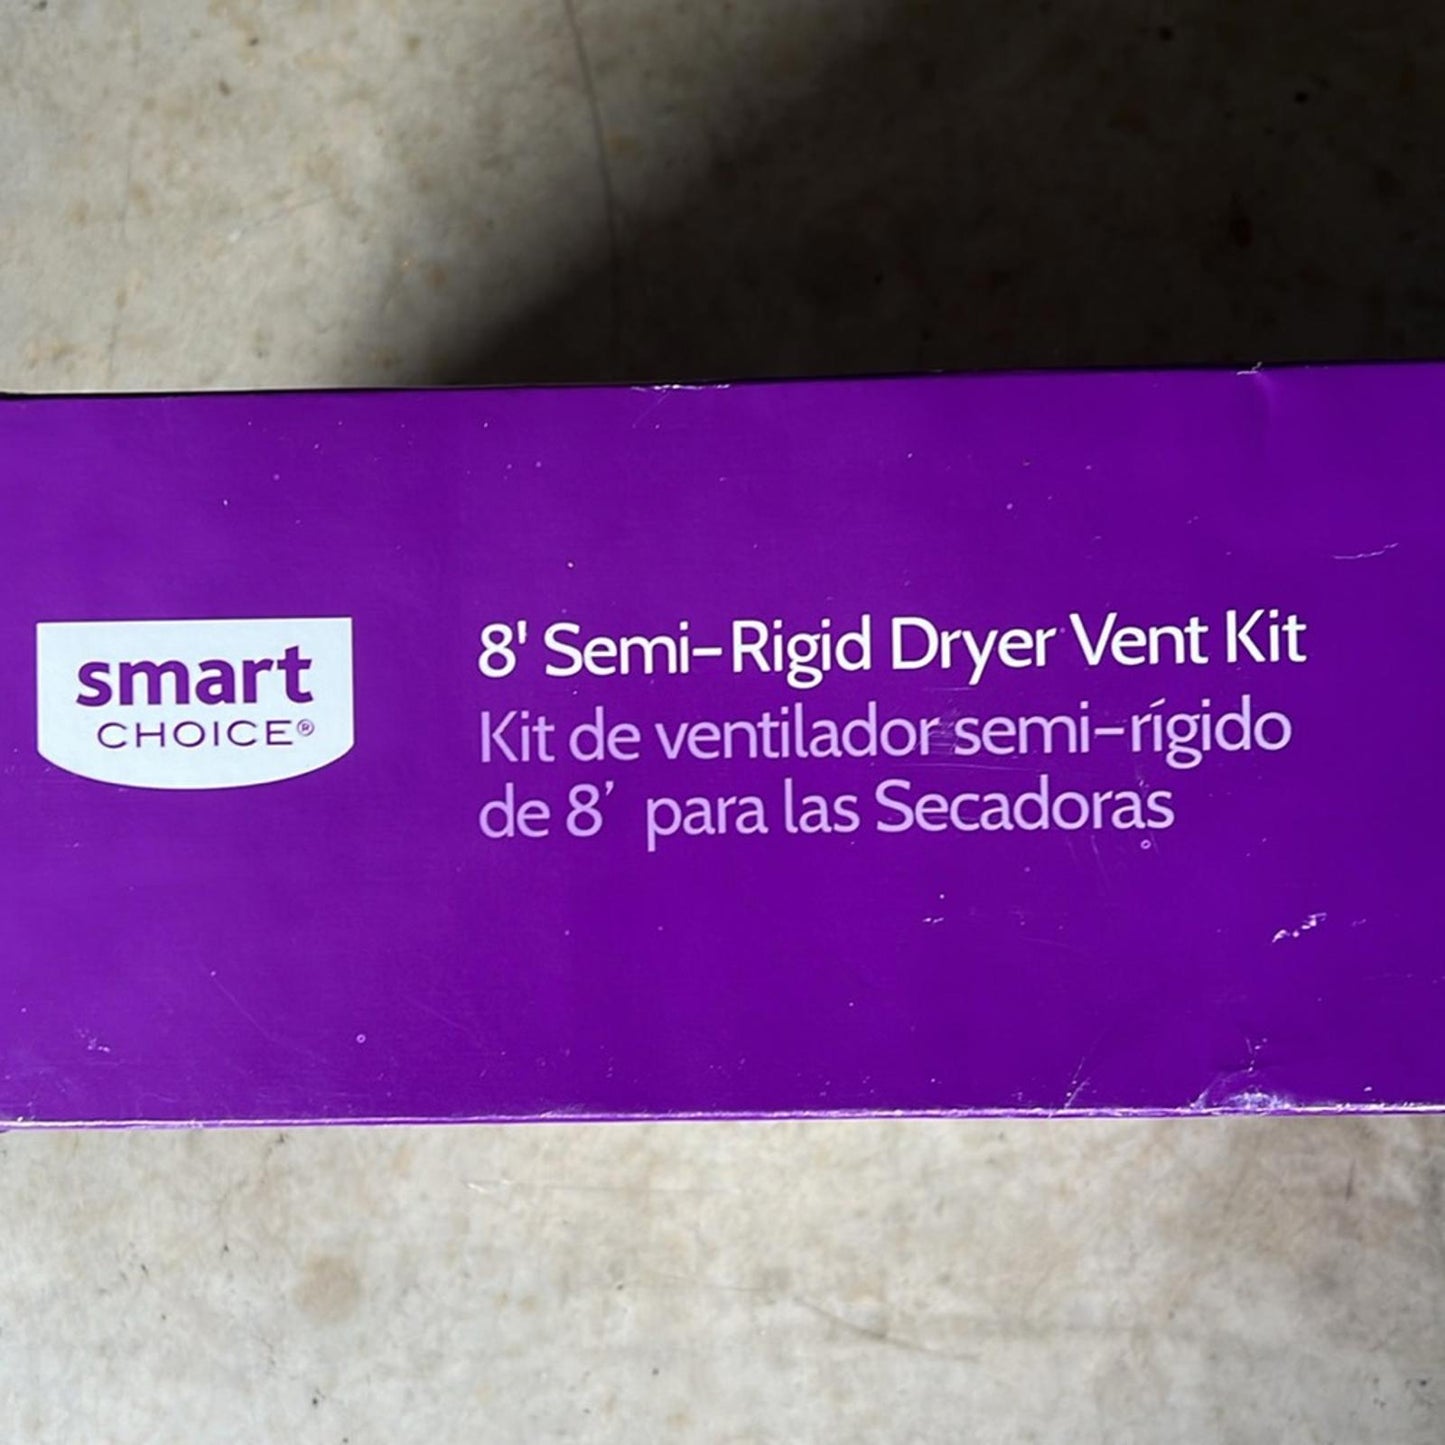 smart
CHOICE®
8' Semi-Rigid Dryer Vent Kit
Kit de ventilador semi-rígido
de 8’ para las Secadoras